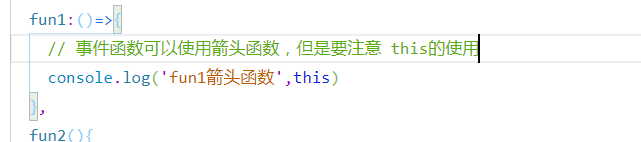 fun1:()=>{
// 事件函数可以使用箭头函数，但是要注意 this的使用
console.log('fun1箭头函数',this)
},
fun2(){